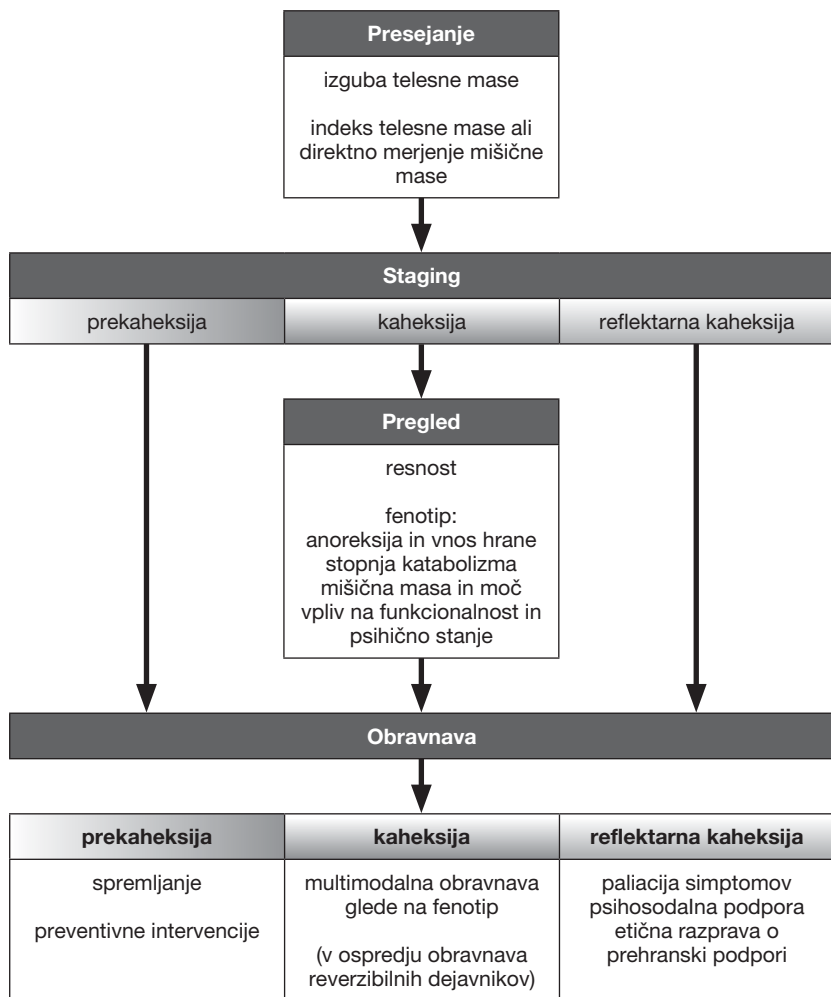 Presejanje
izguba telesne mase
indeks telesne mase ali
direktno merjenje mišične
mase
Staging
prekaheksija
kaheksija
reflektarna kaheksija
Pregled
resnost
fenotip:
anoreksija in vnos hrane
stopnja katabolizma
mišična masa in moč
vpliv na funkcionalnost in
psihično stanje
Obravnava
prekaheksija
spremljanje
preventivne intervencije
kaheksija
multimodalna obravnava
glede na fenotip
(v ospredju obravnava
reverzibilnih dejavnikov)
reflektarna kaheksija
paliacija simptomov
psihosodalna podpora
etična razprava o
prehranski podpori